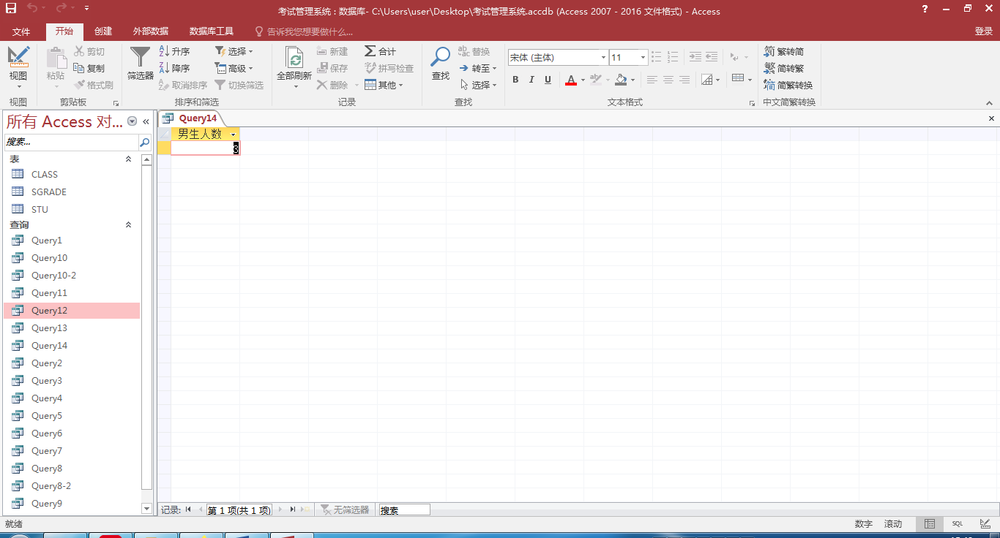 考试管理系统 : 数据库- C:\Users\user\Desktop\考试管理系统.accdb (Access 2007 - 2016 文件格式) - Access
文件 开始 创建 外部数据 数据库工具 告诉我您想要做什么... 登录
视图 粘贴 剪切 复制 格式刷
筛选器 升序 降序 取消排序 选择 高级 切换筛选
全部刷新 新建 保存 删除 合计 拼写检查 其他
查找 替换 转至 选择
宋体 (主体) 11
B I U A
繁转简
简转繁
简繁转换
视图 剪贴板 排序和筛选 记录 查找 文本格式 中文简繁转换
所有 Access 对...
搜索...
表
CLASS
SGRADE
STU
查询
Query1
Query10
Query10-2
Query11
Query12
Query13
Query14
Query2
Query3
Query4
Query5
Query6
Query7
Query8
Query8-2
Query9
Query14
男生人数
记录: 第 1 项(共 1 项) 无筛选器 搜索
就绪 数字 滚动 SQL